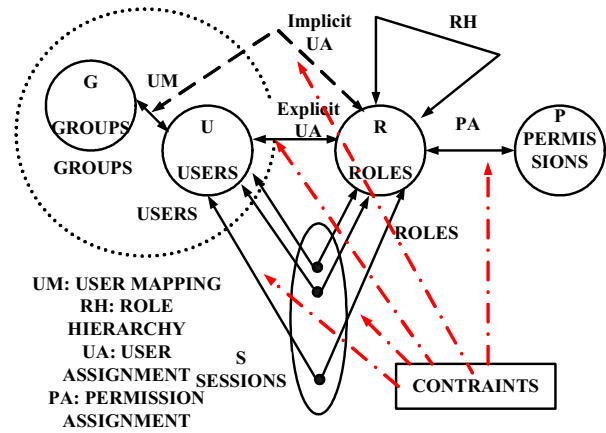 Implicit
UA
RH
G
UM
GROUPS
U
Explicit
UA
R
PA
P
PERMIS
SIONS
GROUPS
USERS
ROLES
USERS
ROLES
UM: USER MAPPING
RH: ROLE
HIERARCHY
UA: USER
ASSIGNMENT
PA: PERMISSION
ASSIGNMENT
S
SESSIONS
CONTRAINTS